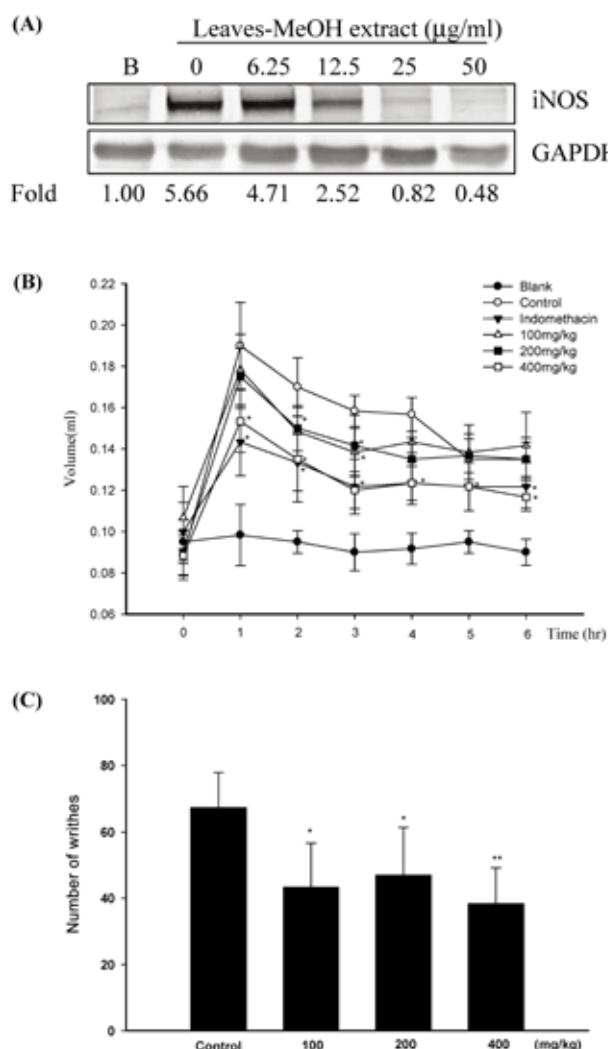 (A)
Leaves-MeOH extract (µg/ml)
B 0 6.25 12.5 25 50
iNOS
GAPDH
Fold 1.00 5.66 4.71 2.52 0.82 0.48
(B)
Blank
Control
Indomethacin
100mg/kg
200mg/kg
400mg/kg
0.22
0.20
0.18
0.16
0.14
0.12
0.10
0.08
0.06
Volume(ml)
0 1 2 3 4 5 6 Time (hr)
(C)
100
80
60
40
20
0
Number of writhes
* * **
Control 100 200 400 (mg/kg)